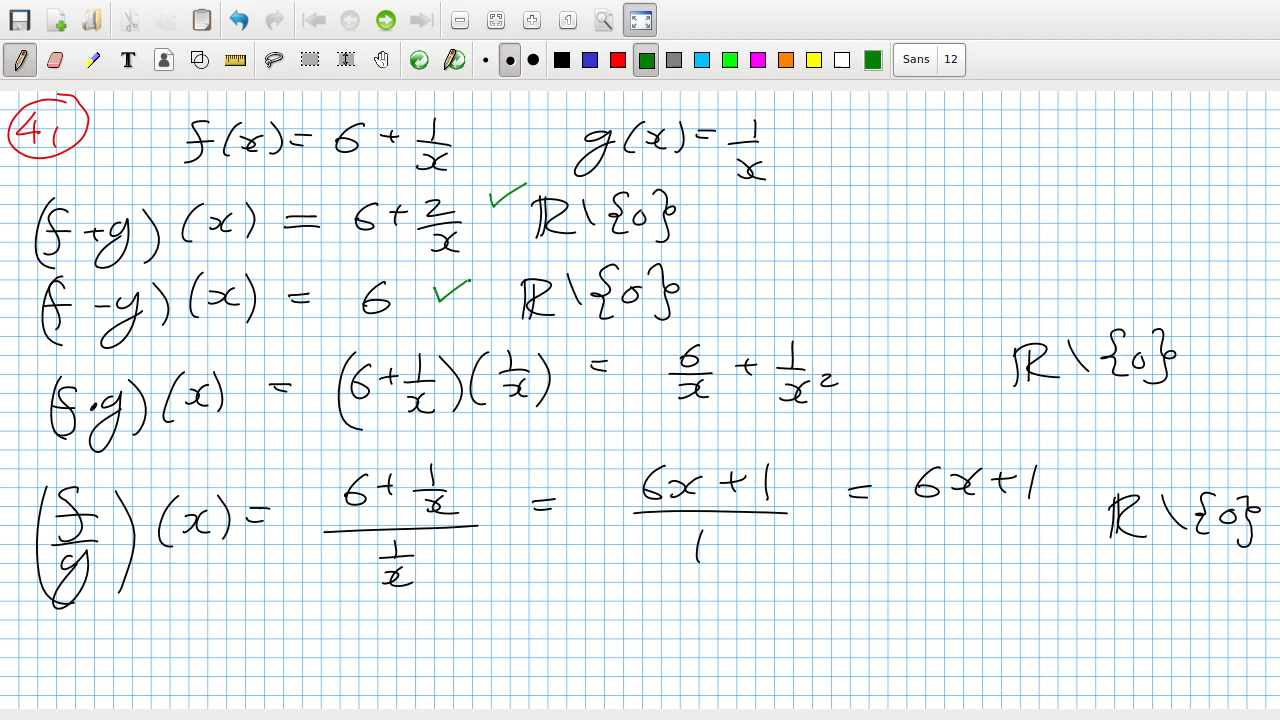 Sans 12
41 f(x) = 6 + 1/x g(x) = 1/x
(f + g)(x) = 6 + 2/x ✓ ℝ \ {0}
(f - g)(x) = 6 ✓ ℝ \ {0}
(f · g)(x) = (6 + 1/x)(1/x) = 6/x + 1/x² ℝ \ {0}
(f/g)(x) = (6 + 1/x)/(1/x) = (6x + 1)/1 = 6x + 1 ℝ \ {0}